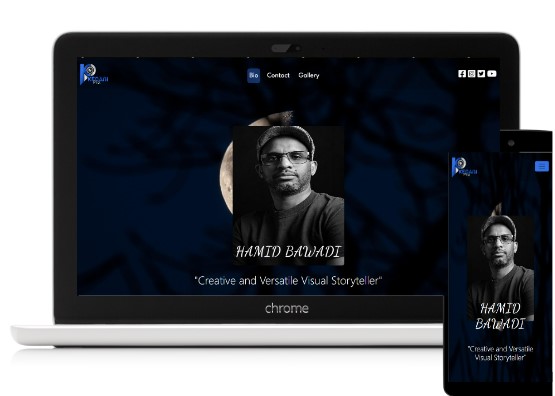 Bio Contact Gallery
HAMID BAWADI
"Creative and Versatile Visual Storyteller"
chrome
HAMID
BAWADI
"Creative and Versatile
Visual Storyteller"